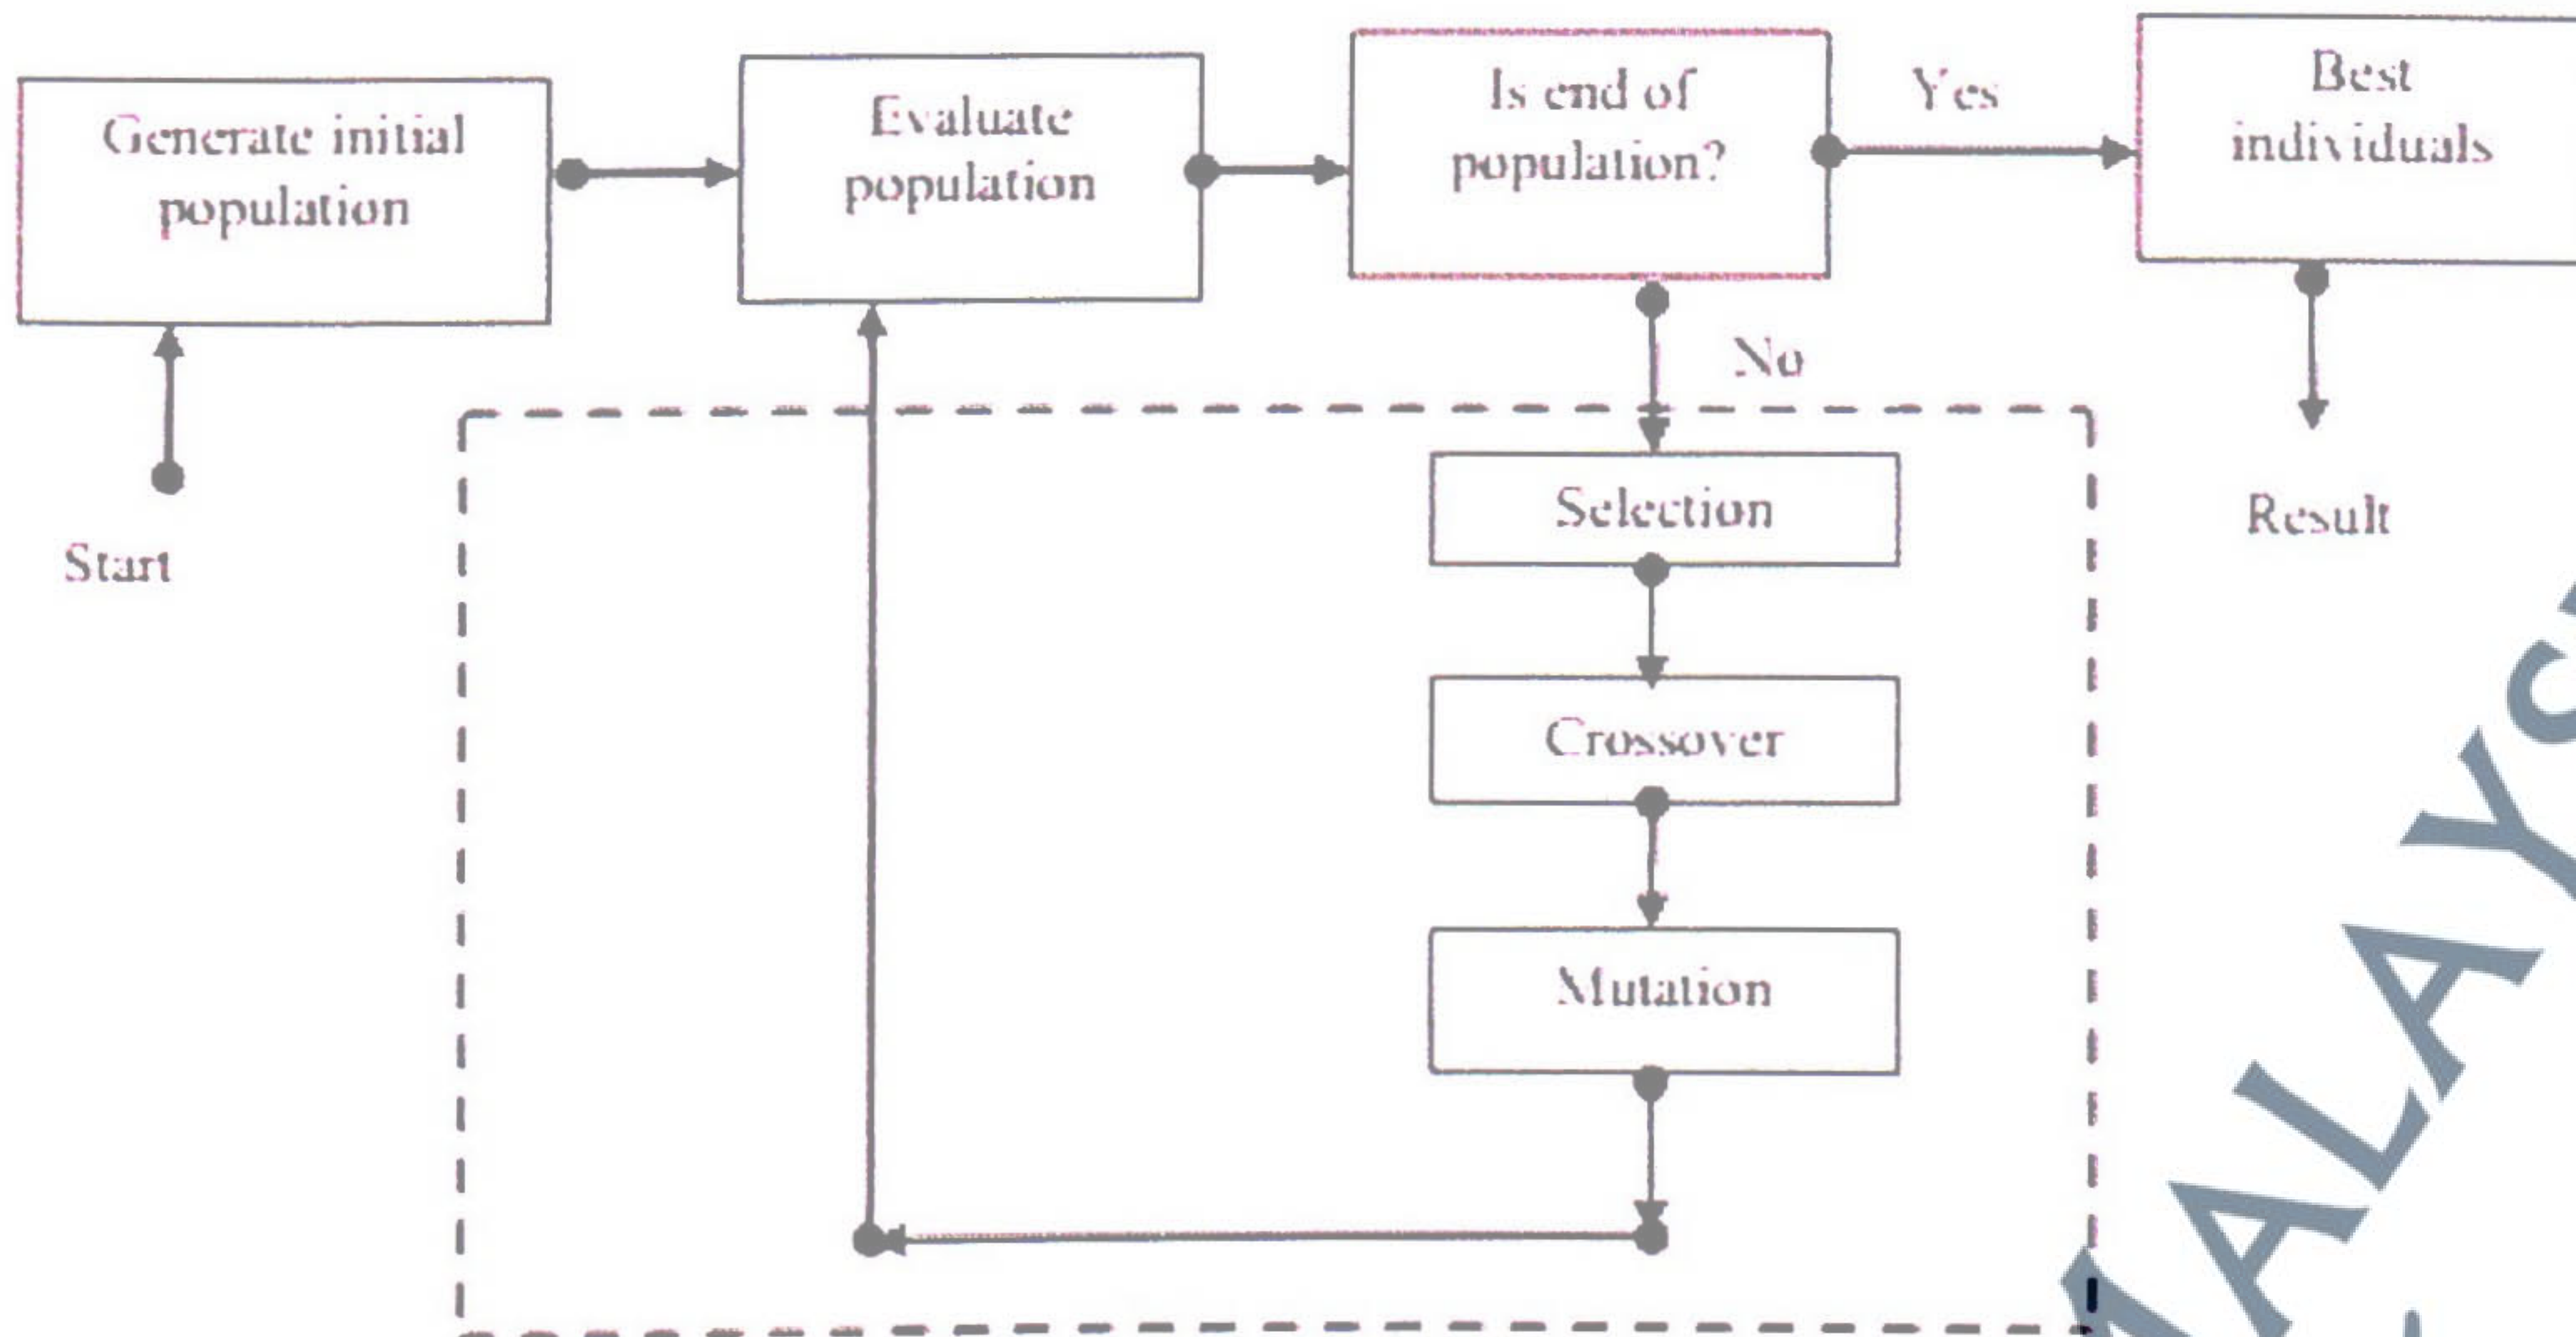 Generate initial
population
Evaluate
population
Is end of
population?
Yes
Best
individuals
No
Start
Selection
Result
Crossover
Mutation